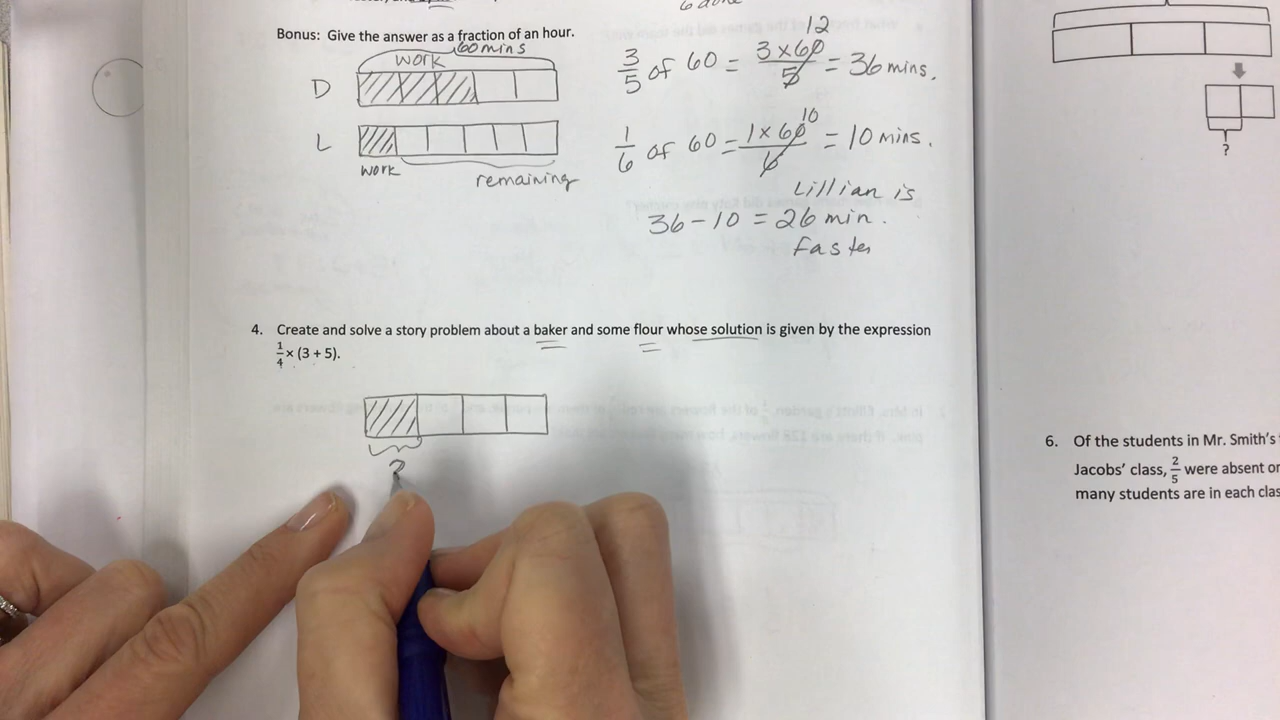 6 done
Bonus: Give the answer as a fraction of an hour.
60 mins
work
D
L
work
remaining
3/5 of 60 = 3 x 60/5 = 36 mins.
12
1/6 of 60 = 1 x 60/6 = 10 mins.
10
Lillian is
36 - 10 = 26 min.
faster
4. Create and solve a story problem about a baker and some flour whose solution is given by the expression
1/4 x (3 + 5).
?
?
6. Of the students in Mr. Smith's
Jacobs' class, 2/5 were absent or
many students are in each clas